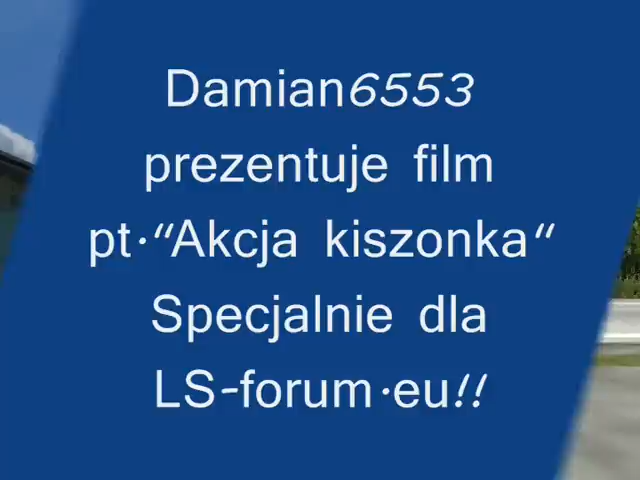 Damian6553
prezentuje film
pt."Akcja kiszonka"
Specjalnie dla
LS-forum.eu!!